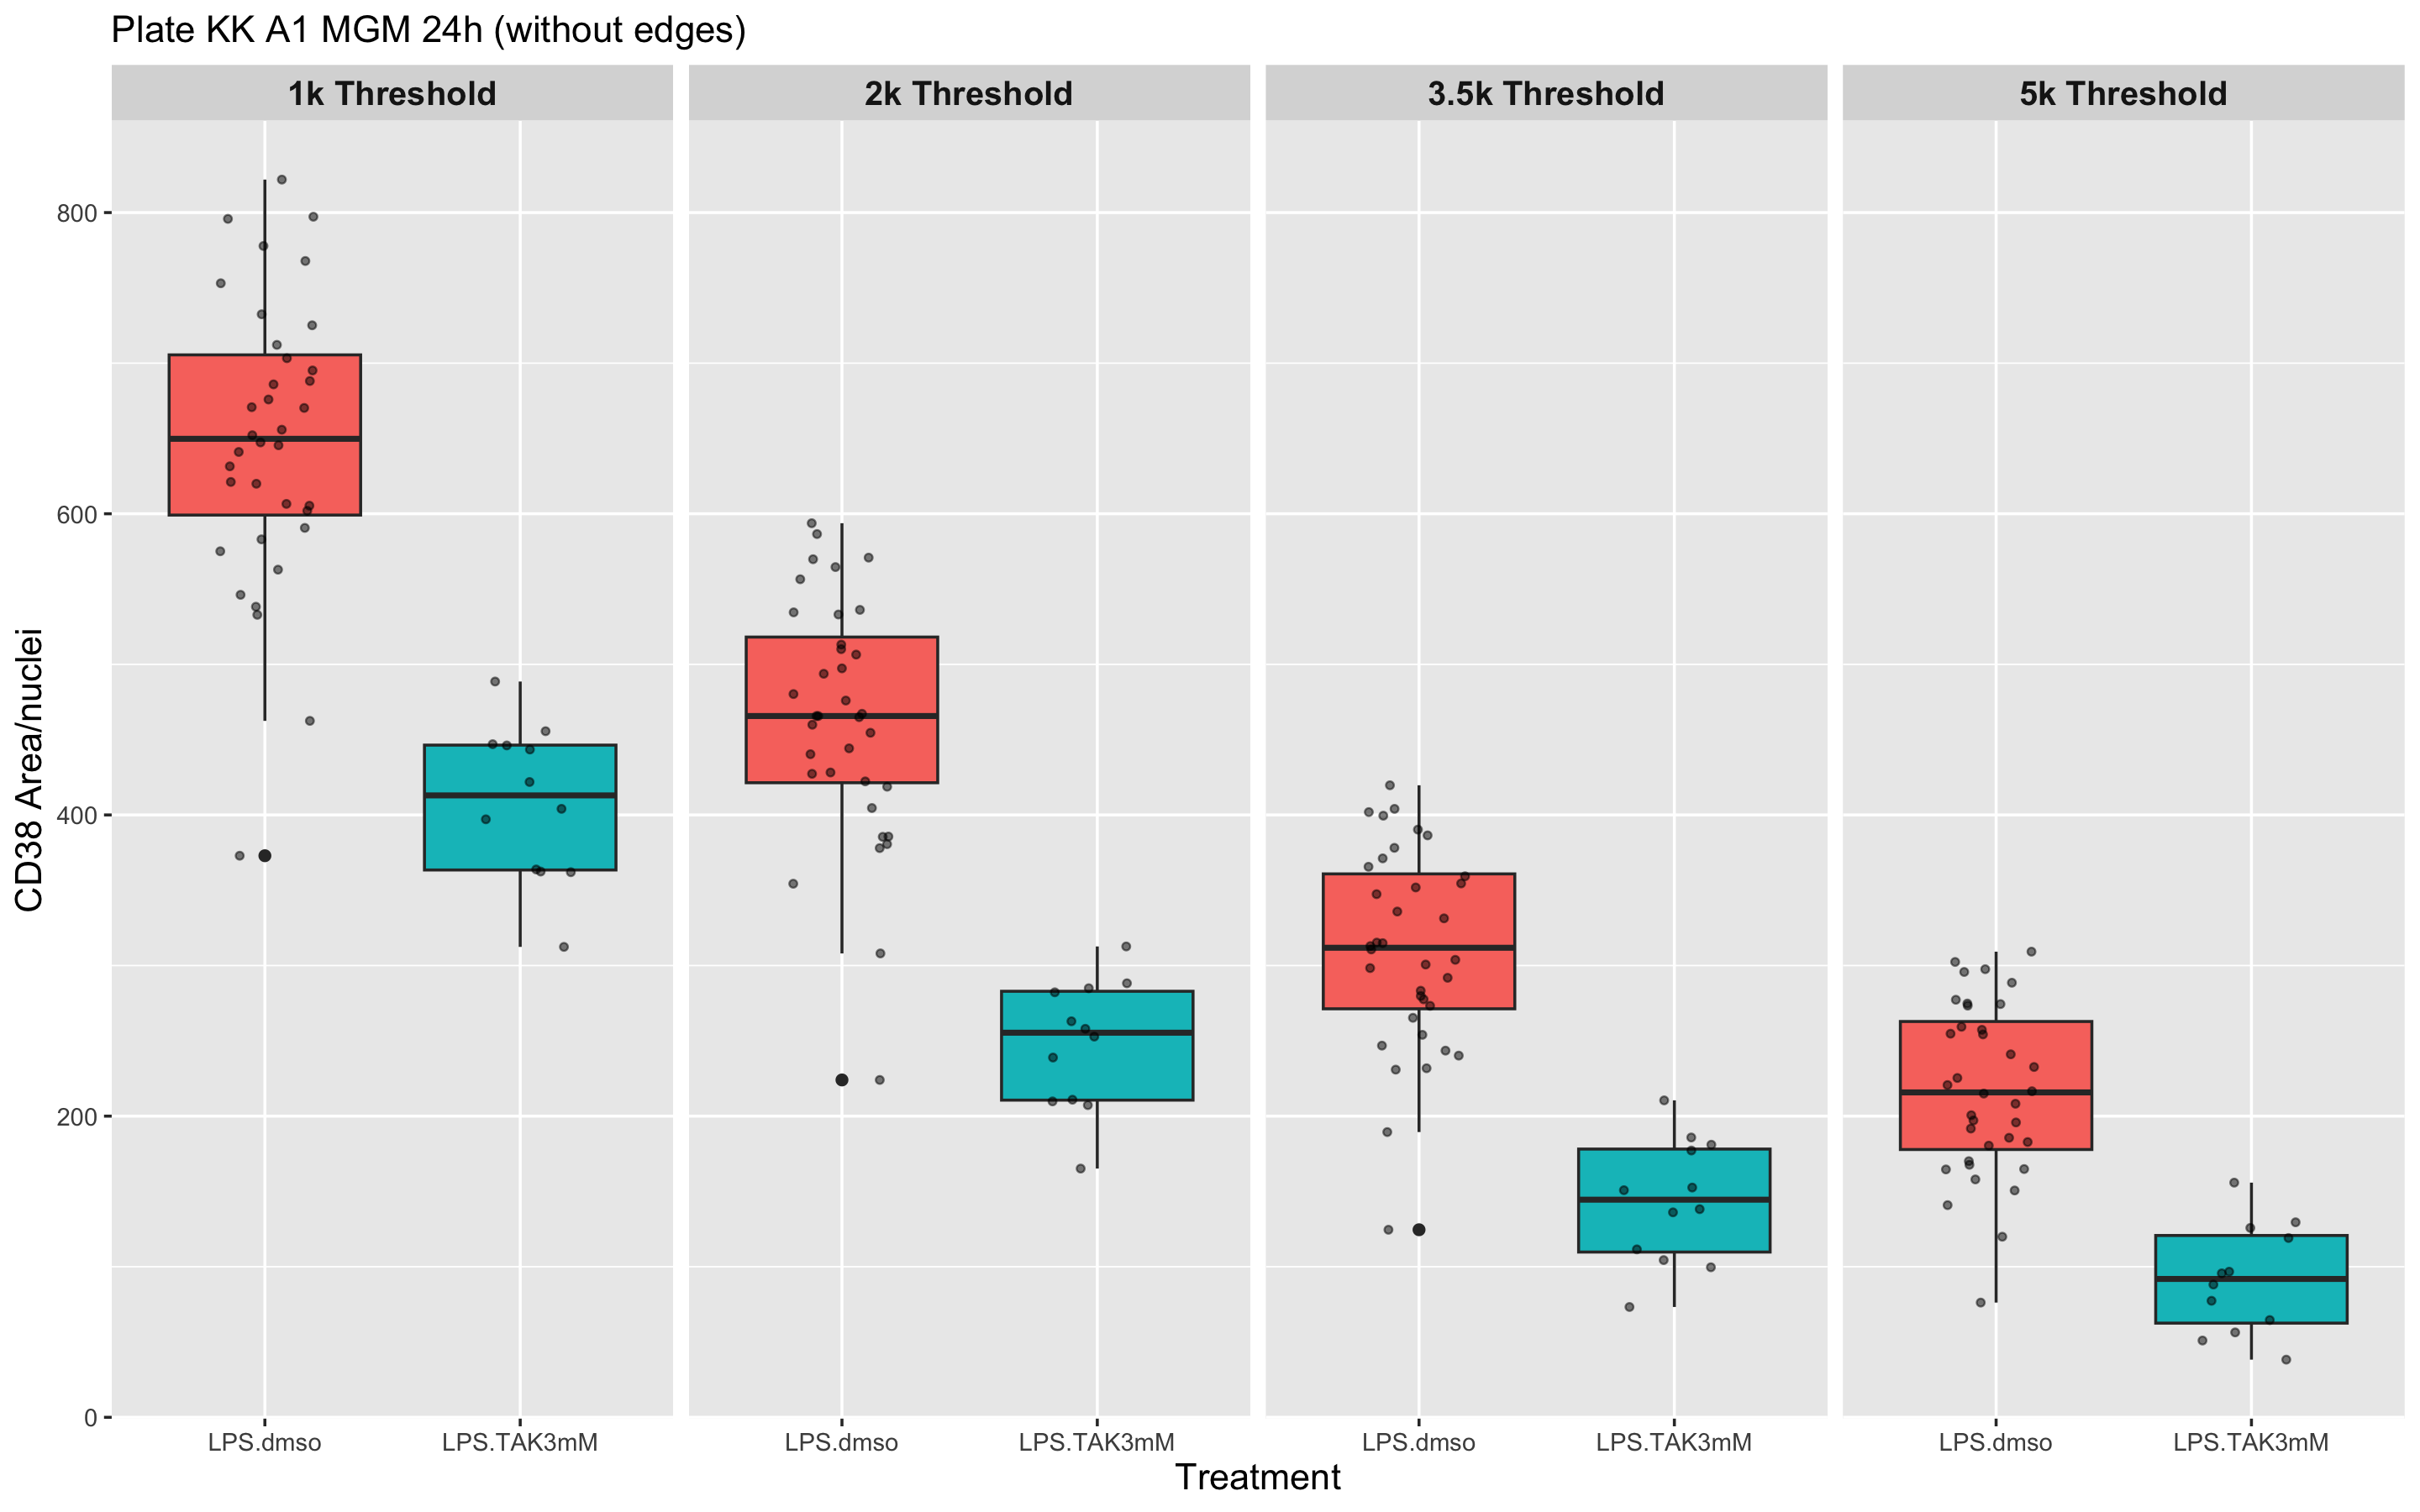 Plate KK A1 MGM 24h (without edges)
1k Threshold
2k Threshold
3.5k Threshold
5k Threshold
CD38 Area/nuclei
800
600
400
200
0
LPS.dmso
LPS.TAK3mM
LPS.dmso
LPS.TAK3mM
LPS.dmso
LPS.TAK3mM
LPS.dmso
LPS.TAK3mM
Treatment